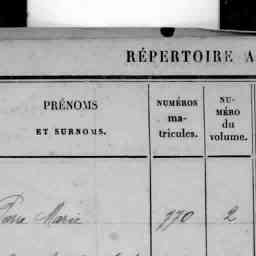 RÉPERTOIRE A
PRÉNOMS
ET SURNOMS.
NUMÉROS
ma-
tricules.
NU-
MÉRO
du
volume.
Marie 770 2